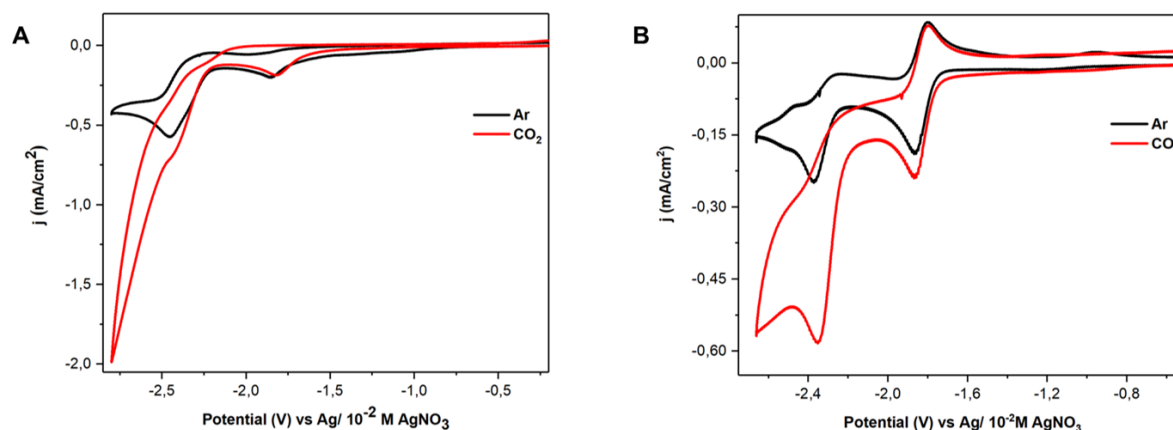 A
0,0
-0,5
-1,0
-1,5
-2,0
j (mA/cm²)
Ar
CO₂
-2,5
-2,0
-1,5
-1,0
-0,5
Potential (V) vs Ag/ 10⁻² M AgNO₃
B
0,00
-0,15
-0,30
-0,45
-0,60
j (mA/cm²)
Ar
CO
-2,4
-2,0
-1,6
-1,2
-0,8
Potential (V) vs Ag/ 10⁻²M AgNO₃